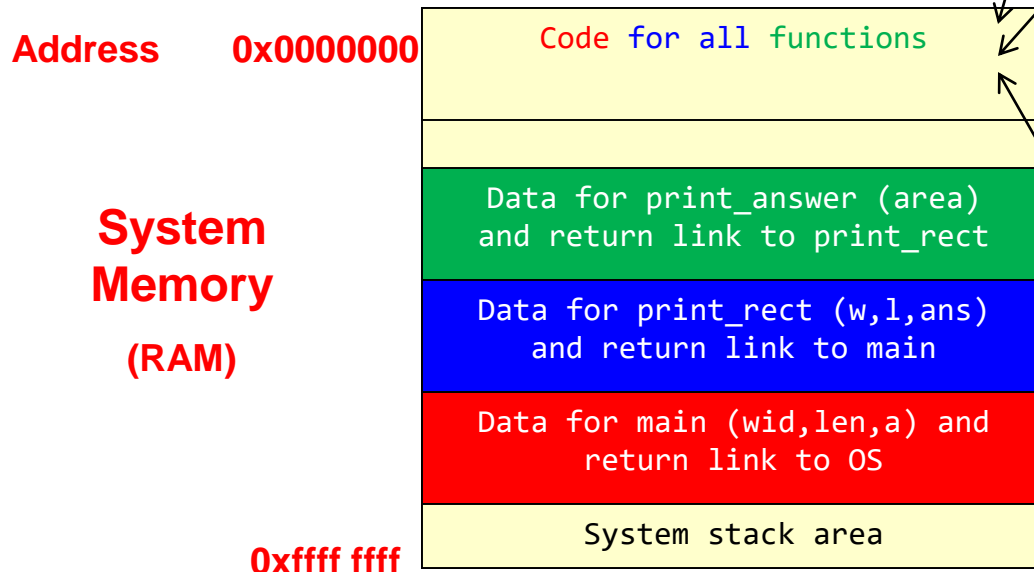 Address 0x0000000
Code for all functions
Data for print_answer (area)
and return link to print_rect
System
Memory
(RAM)
Data for print_rect (w,l,ans)
and return link to main
Data for main (wid,len,a) and
return link to OS
System stack area
0xffff ffff